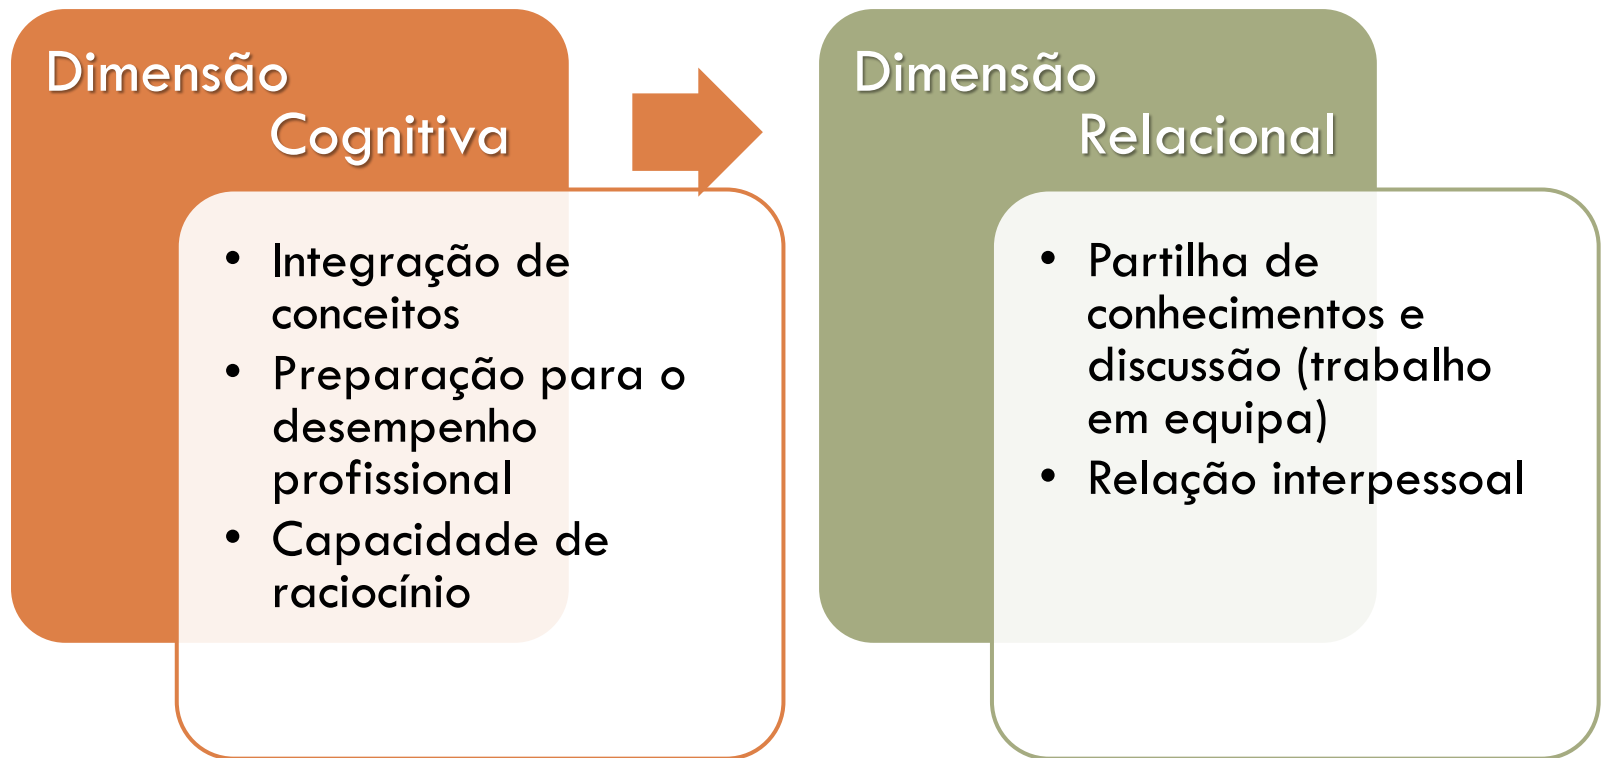 Dimensão
Cognitiva
• Integração de
conceitos
• Preparação para o
desempenho
profissional
• Capacidade de
raciocínio
Dimensão
Relacional
• Partilha de
conhecimentos e
discussão (trabalho
em equipa)
• Relação interpessoal